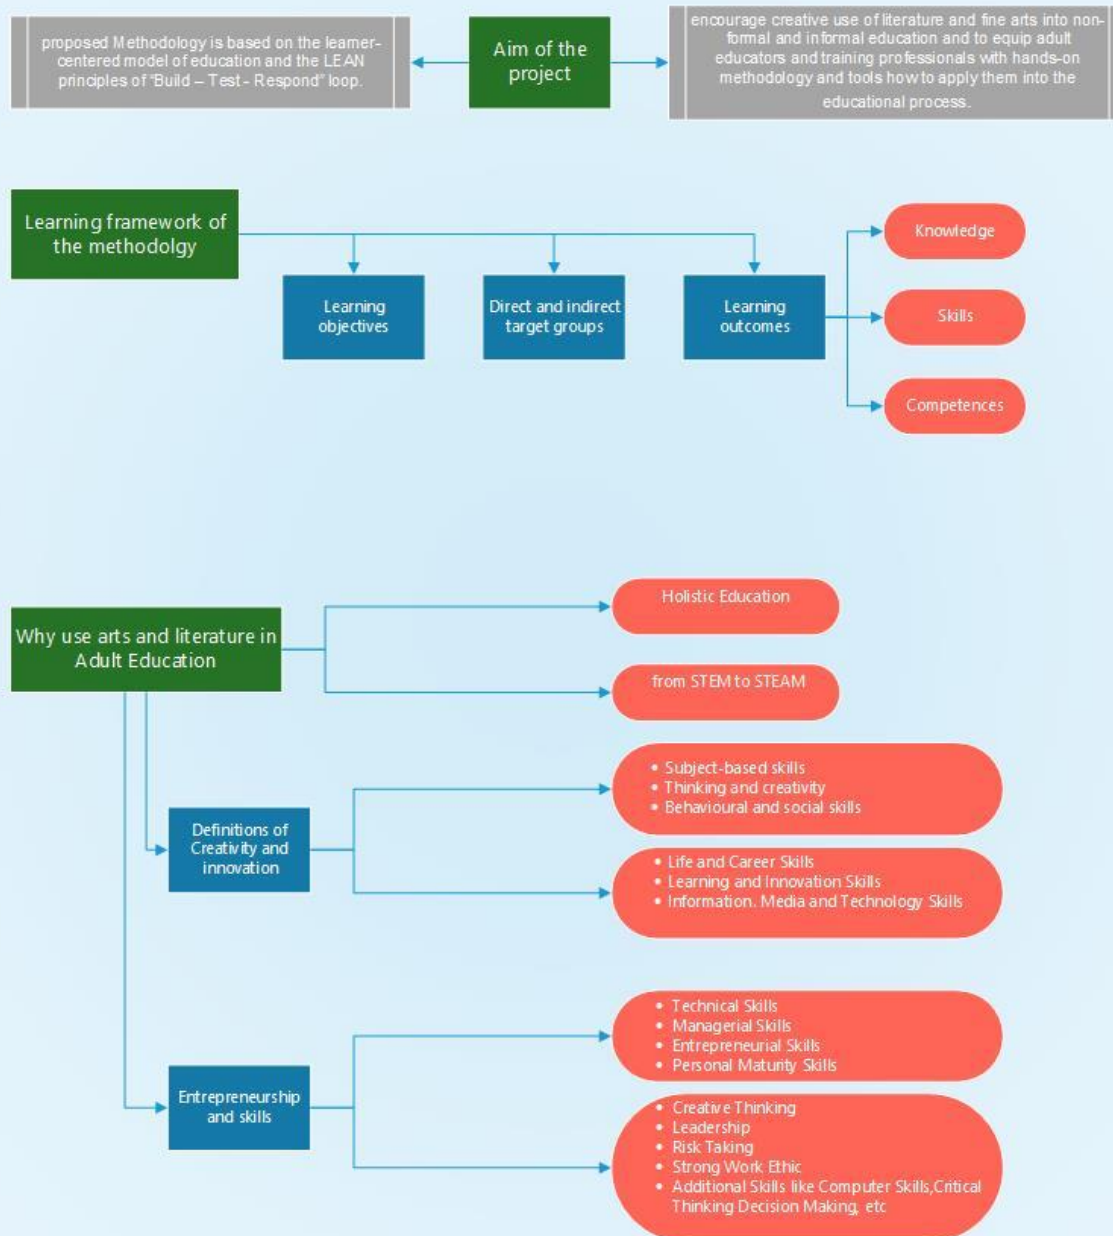 proposed Methodology is based on the learner-
centered model of education and the LEAN
principles of "Build – Test - Respond" loop.
Aim of the
project
encourage creative use of literature and fine arts into non-
formal and informal education and to equip adult
educators and training professionals with hands-on
methodology and tools how to apply them into the
educational process.
Learning framework of
the methodolgy
Learning
objectives
Direct and indirect
target groups
Learning
outcomes
Knowledge
Skills
Competences
Why use arts and literature in
Adult Education
Holistic Education
from STEM to STEAM
Definitions of
Creativity and
innovation
• Subject-based skills
• Thinking and creativity
• Behavioural and social skills
• Life and Career Skills
• Learning and Innovation Skills
• Information. Media and Technology Skills
Entrepreneurship
and skills
• Technical Skills
• Managerial Skills
• Entrepreneurial Skills
• Personal Maturity Skills
• Creative Thinking
• Leadership
• Risk Taking
• Strong Work Ethic
• Additional Skills like Computer Skills,Critical
Thinking Decision Making, etc